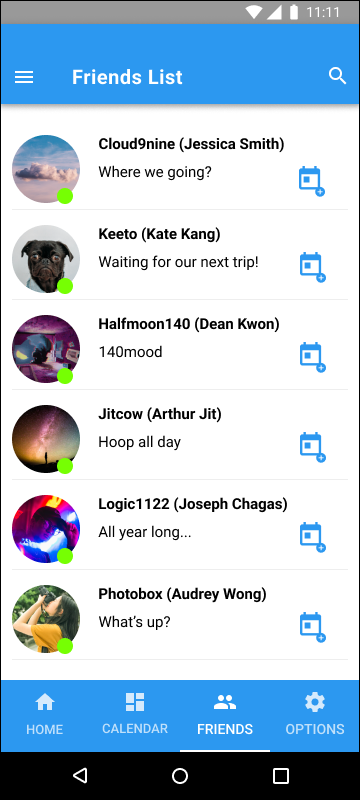 11:11
Friends List
Cloud9nine (Jessica Smith)
Where we going?
Keeto (Kate Kang)
Waiting for our next trip!
Halfmoon140 (Dean Kwon)
140mood
Jitcow (Arthur Jit)
Hoop all day
Logic1122 (Joseph Chagas)
All year long...
Photobox (Audrey Wong)
What's up?
HOME
CALENDAR
FRIENDS
OPTIONS